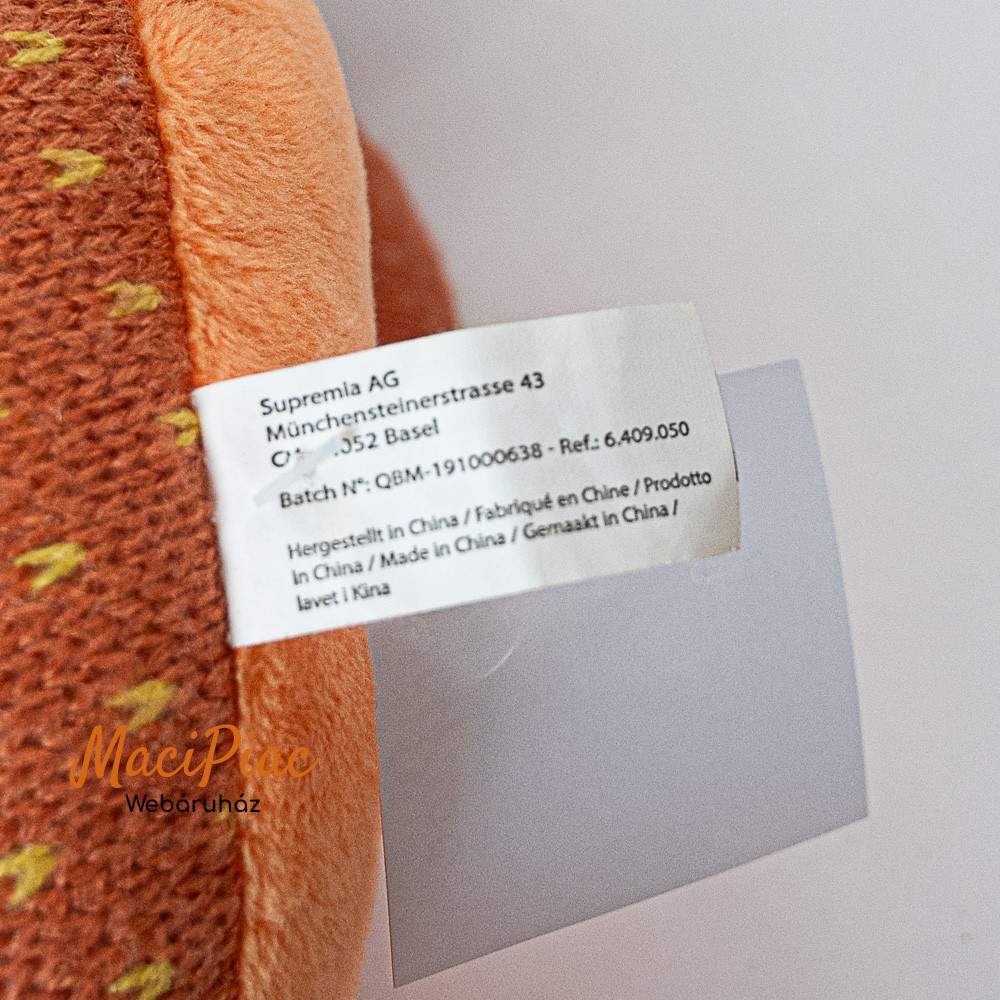 Supremia AG
Münchensteinerstrasse 43
Basel
Batch N°: QBM-191000638 - Ref.: 6.409.050
Hergestellt in China / Fabriqué en Chine / Prodotto
in China / Made in China / Gemaakt in China /
lavet i Kina
MaciPiac
Webáruház